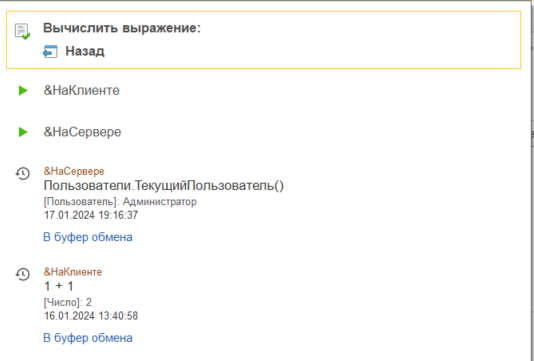 Вычислить выражение:
Назад
&НаКлиенте
&НаСервере
&НаСервере
Пользователи.ТекущийПользователь()
[Пользователь]: Администратор
17.01.2024 19:16:37
В буфер обмена
&НаКлиенте
1 + 1
[Число]: 2
16.01.2024 13:40:58
В буфер обмена